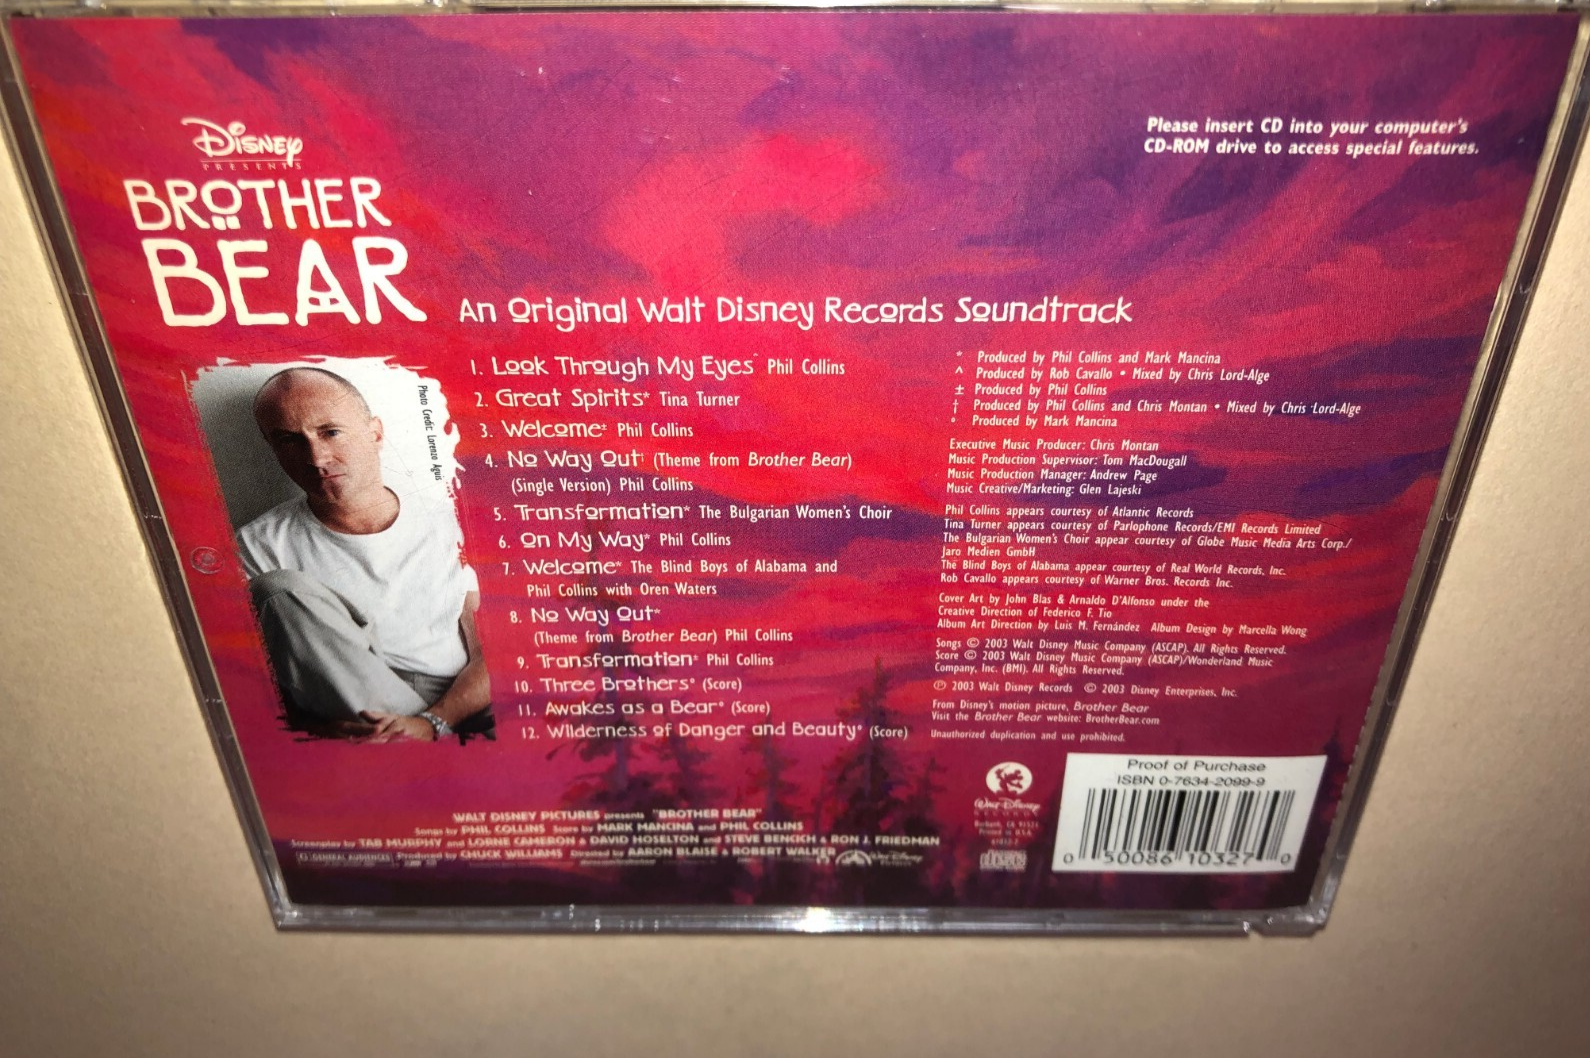 Disney
PRESENTS
BROTHER
BEAR
An Original Walt Disney Records Soundtrack
Please insert CD into your computer's
CD-ROM drive to access special features.
Photo Credit: Lorenzo Aguis
1. Look Through My Eyes^ Phil Collins
2. Great Spirits* Tina Turner
3. Welcome± Phil Collins
4. No Way Out† (Theme from Brother Bear)
(Single Version) Phil Collins
5. Transformation* The Bulgarian Women's Choir
6. On My Way* Phil Collins
7. Welcome* The Blind Boys of Alabama and
Phil Collins with Oren Waters
8. No Way Out*
(Theme from Brother Bear) Phil Collins
9. Transformation* Phil Collins
10. Three Brothers° (Score)
11. Awakes as a Bear° (Score)
12. Wilderness of Danger and Beauty° (Score)
* Produced by Phil Collins and Mark Mancina
^ Produced by Rob Cavallo • Mixed by Chris Lord-Alge
± Produced by Phil Collins
† Produced by Phil Collins and Chris Montan • Mixed by Chris Lord-Alge
° Produced by Mark Mancina
Executive Music Producer: Chris Montan
Music Production Supervisor: Tom MacDougall
Music Production Manager: Andrew Page
Music Creative/Marketing: Glen Lajeski
Phil Collins appears courtesy of Atlantic Records
Tina Turner appears courtesy of Parlophone Records/EMI Records Limited
The Bulgarian Women's Choir appear courtesy of Globe Music Media Arts Corp./
Jaro Medien GmbH
The Blind Boys of Alabama appear courtesy of Real World Records, Inc.
Rob Cavallo appears courtesy of Warner Bros. Records Inc.
Cover Art by John Blas & Arnaldo D'Alfonso under the
Creative Direction of Federico F. Tio
Album Art Direction by Luis M. Fernández Album Design by Marcella Wong
Songs © 2003 Walt Disney Music Company (ASCAP). All Rights Reserved.
Score © 2003 Walt Disney Music Company (ASCAP)/Wonderland Music
Company, Inc. (BMI). All Rights Reserved.
℗ 2003 Walt Disney Records © 2003 Disney Enterprises, Inc.
From Disney's motion picture, Brother Bear
Visit the Brother Bear website: BrotherBear.com
Unauthorized duplication and use prohibited.
WALT DISNEY PICTURES presents "BROTHER BEAR"
Songs by PHIL COLLINS Score by MARK MANCINA and PHIL COLLINS
Screenplay by TAB MURPHY and LORNE CAMERON & DAVID HOSELTON and STEVE BENCICH & RON J. FRIEDMAN
G GENERAL AUDIENCES Produced by CHUCK WILLIAMS Directed by AARON BLAISE & ROBERT WALKER
Walt Disney
RECORDS
Burbank, CA 91521
Printed in U.S.A.
Proof of Purchase
ISBN 0-7634-2099-9
0 50086 10327 0